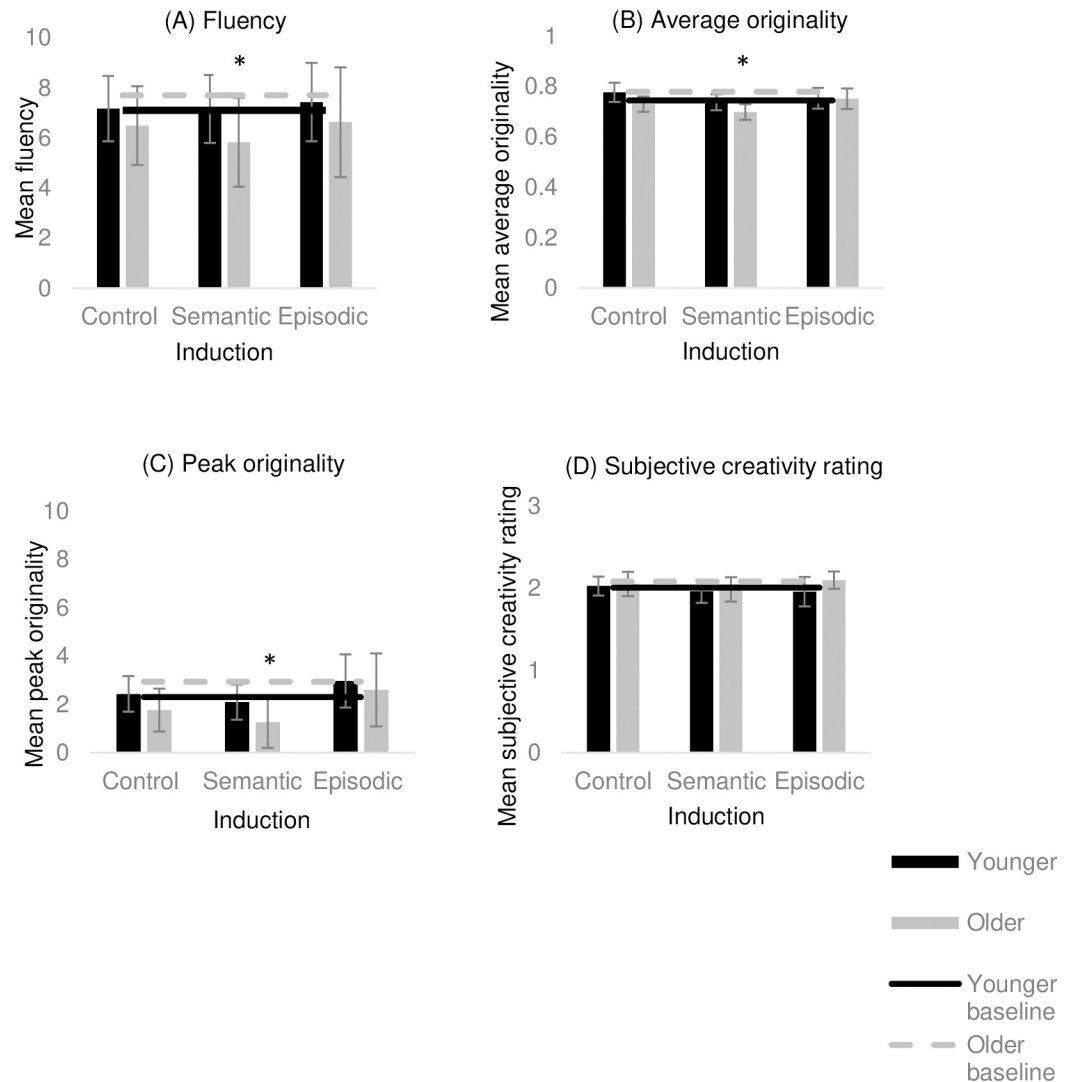 (A) Fluency
Mean fluency
10
8
6
4
2
0
*
Control Semantic Episodic
Induction
(B) Average originality
Mean average originality
1
0.8
0.6
0.4
0.2
0
*
Control Semantic Episodic
Induction
(C) Peak originality
Mean peak originality
10
8
6
4
2
0
*
Control Semantic Episodic
Induction
(D) Subjective creativity rating
Mean subjective creativity rating
3
2
1
0
Control Semantic Episodic
Induction
Younger
Older
Younger
baseline
Older
baseline